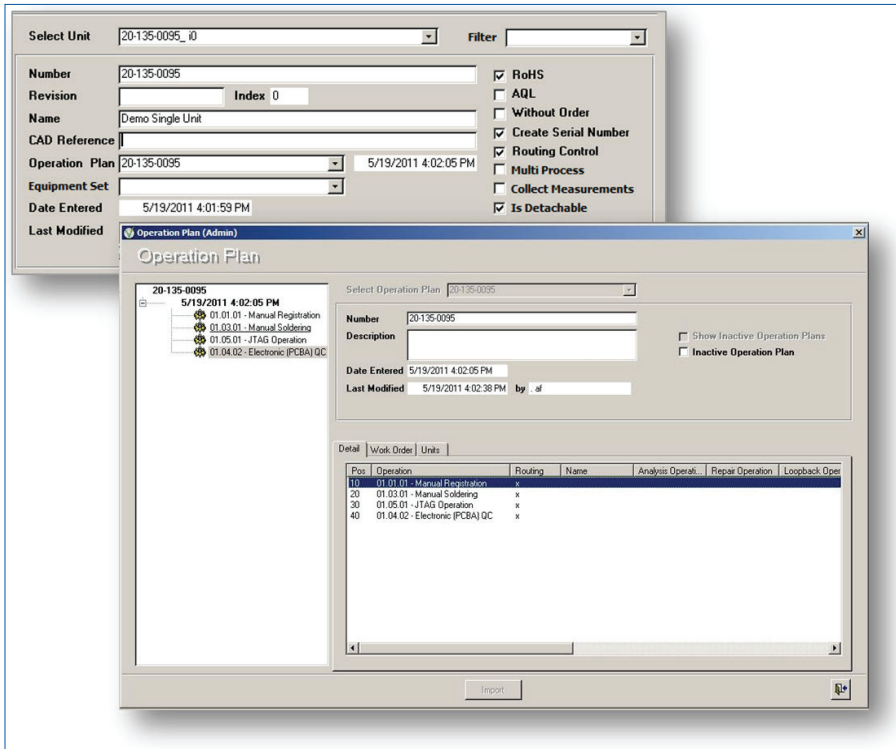 Select Unit 20-135-0095_ i0 Filter
Number 20-135-0095 RoHS
Revision Index 0 AQL
Name Demo Single Unit Without Order
CAD Reference Create Serial Number
Operation Plan 20-135-0095 5/19/2011 4:02:05 PM Routing Control
Equipment Set Multi Process
Collect Measurements
Date Entered 5/19/2011 4:01:59 PM Is Detachable
Last Modified
Operation Plan (Admin)
Operation Plan
20-135-0095
5/19/2011 4:02:05 PM
01.01.01 - Manual Registration
01.03.01 - Manual Soldering
01.05.01 - JTAG Operation
01.04.02 - Electronic (PCBA) QC
Select Operation Plan 20-135-0095
Number 20-135-0095
Description Show Inactive Operation Plans
Inactive Operation Plan
Date Entered 5/19/2011 4:02:05 PM
Last Modified 5/19/2011 4:02:38 PM by . af
Detail Work Order Units
Pos Operation Routing Name Analysis Operati... Repair Operation Loopback Oper
10 01.01.01 - Manual Registration x
20 01.03.01 - Manual Soldering x
30 01.05.01 - JTAG Operation x
40 01.04.02 - Electronic (PCBA) QC x
Import